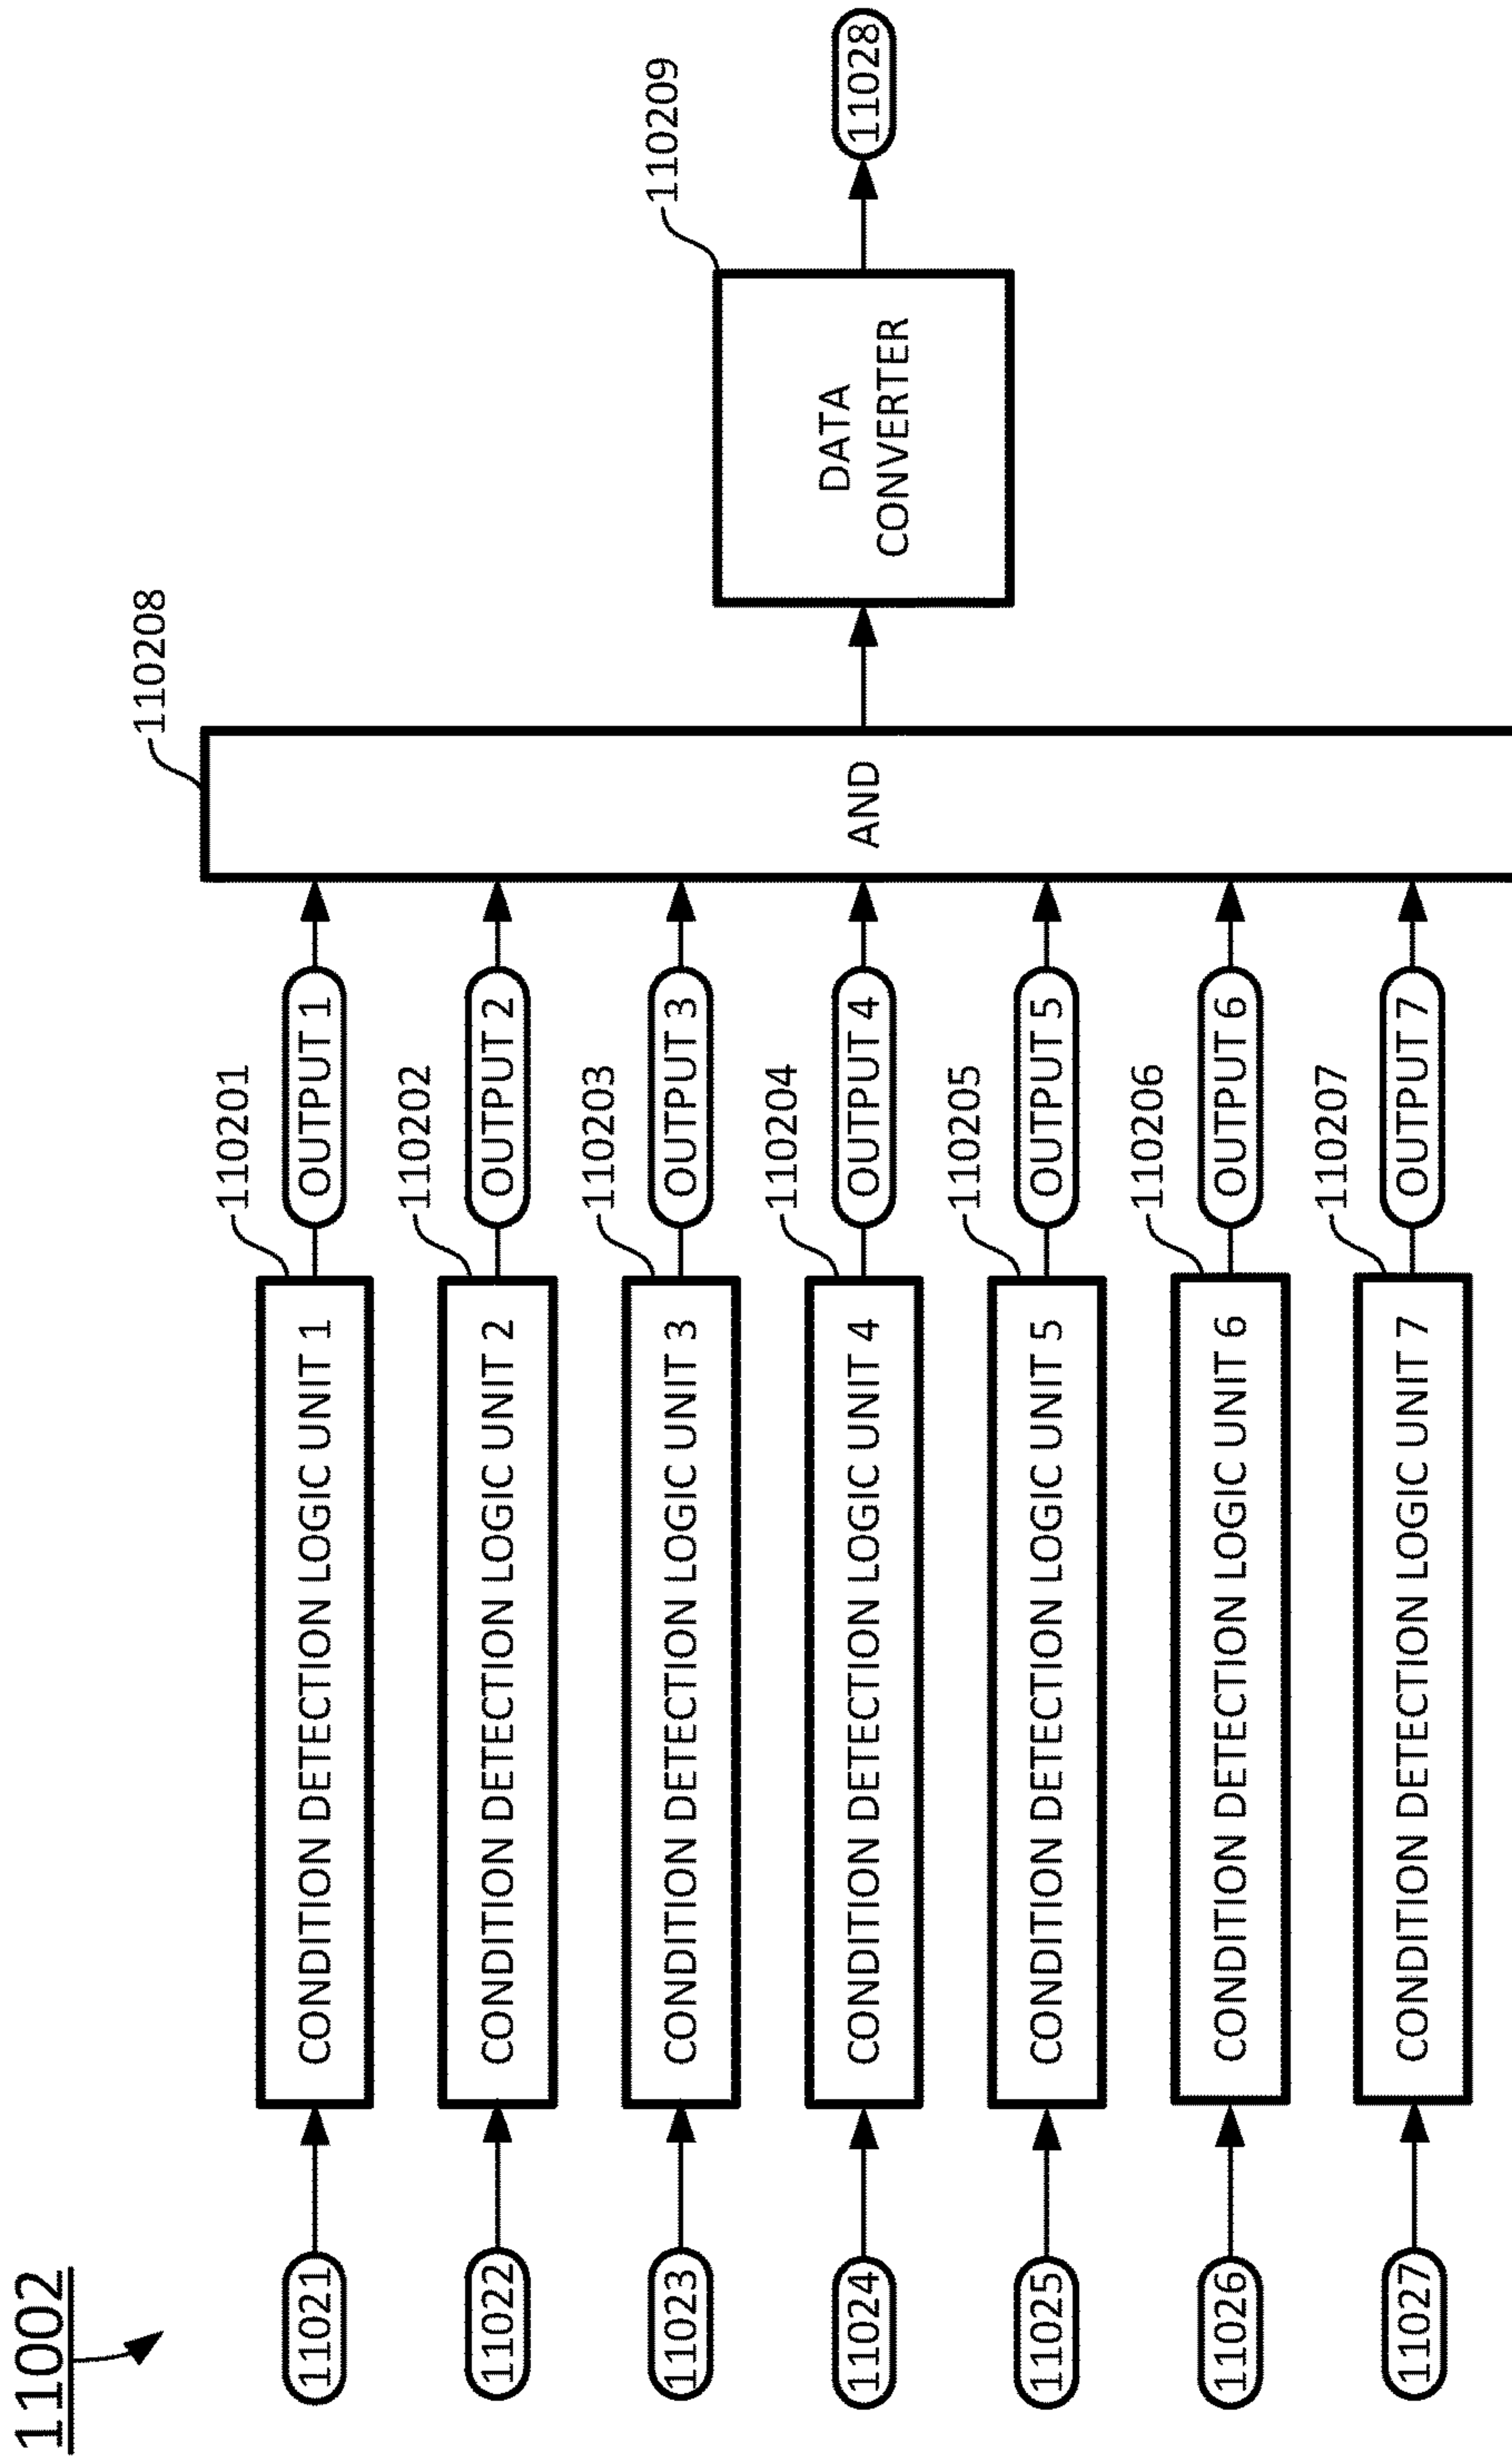 11002
11021
CONDITION DETECTION LOGIC UNIT 1
110201
OUTPUT 1
11022
CONDITION DETECTION LOGIC UNIT 2
110202
OUTPUT 2
11023
CONDITION DETECTION LOGIC UNIT 3
110203
OUTPUT 3
11024
CONDITION DETECTION LOGIC UNIT 4
110204
OUTPUT 4
11025
CONDITION DETECTION LOGIC UNIT 5
110205
OUTPUT 5
11026
CONDITION DETECTION LOGIC UNIT 6
110206
OUTPUT 6
11027
CONDITION DETECTION LOGIC UNIT 7
110207
OUTPUT 7
110208
AND
110209
DATA
CONVERTER
11028